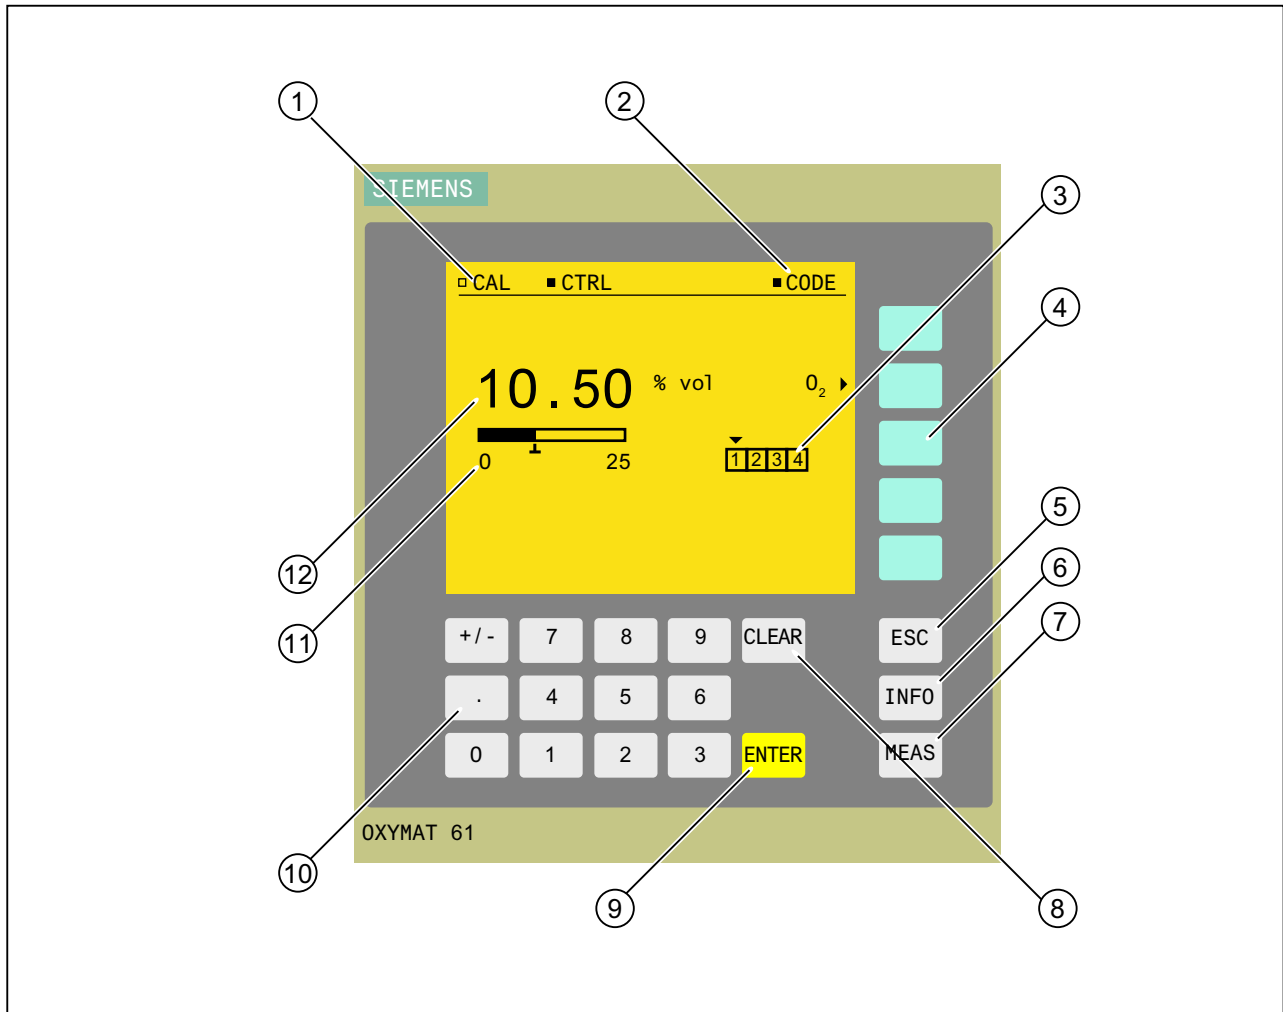 1
2
SIEMENS
3
CAL CTRL CODE
4
10.50 % vol O2
1 2 3 4
0 25
5
12
6
11
7
+/- 7 8 9 CLEAR ESC
. 4 5 6 INFO
0 1 2 3 ENTER MEAS
OXYMAT 61
10
9
8